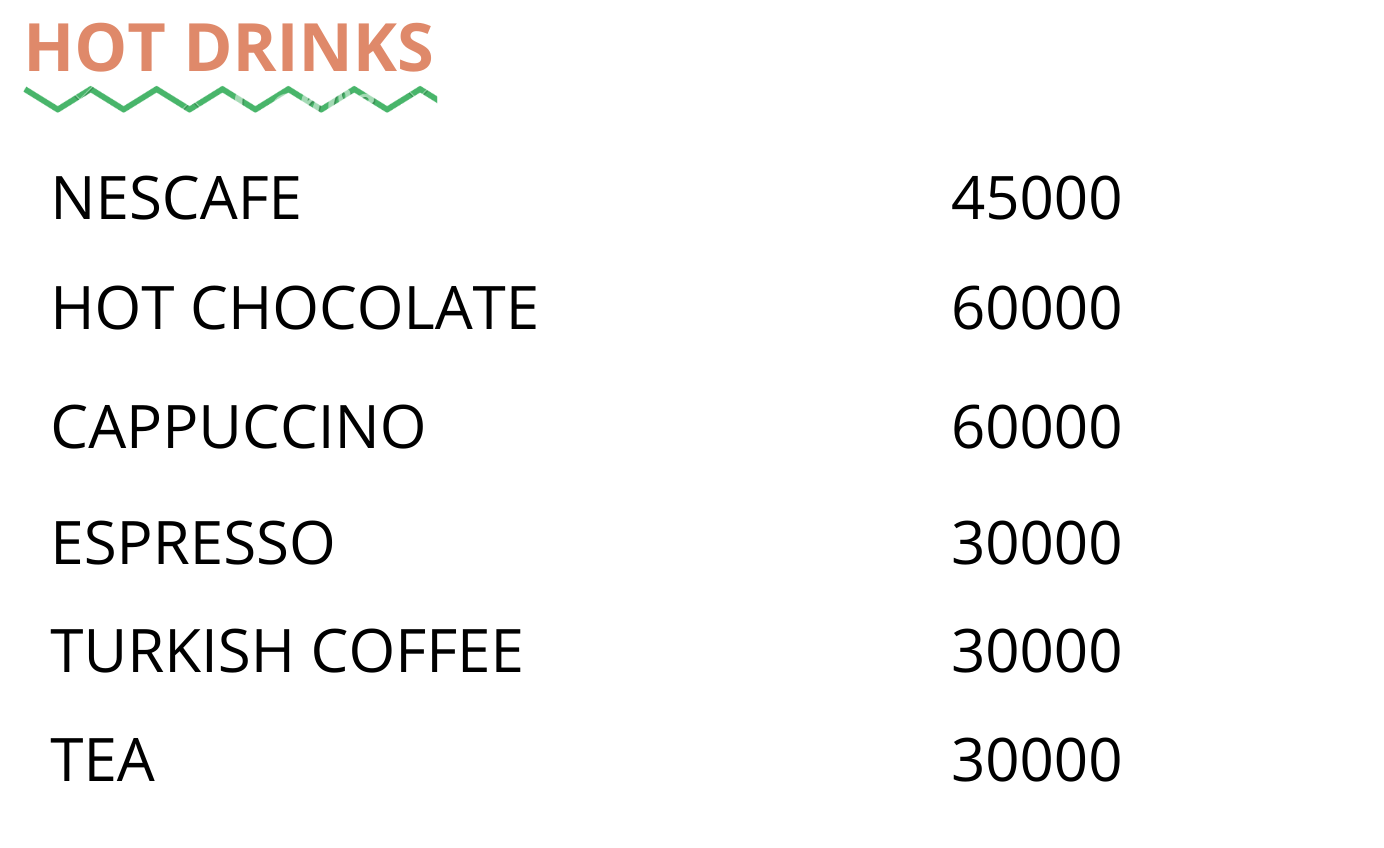 HOT DRINKS
NESCAFE 45000
HOT CHOCOLATE 60000
CAPPUCCINO 60000
ESPRESSO 30000
TURKISH COFFEE 30000
TEA 30000